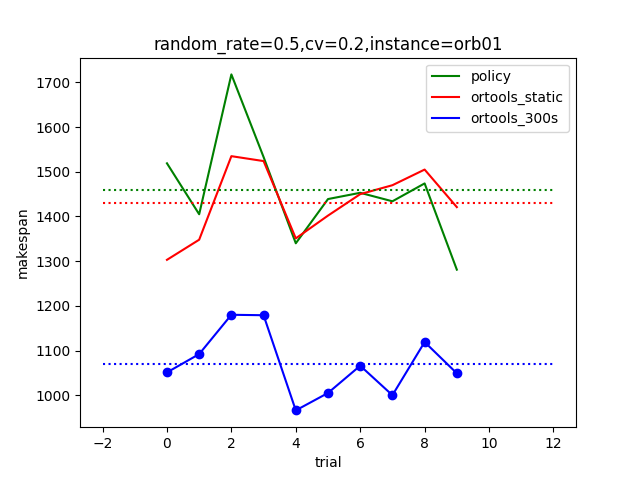 random_rate=0.5,cv=0.2,instance=orb01
policy
ortools_static
ortools_300s
makespan
1700
1600
1500
1400
1300
1200
1100
1000
−2 0 2 4 6 8 10 12
trial